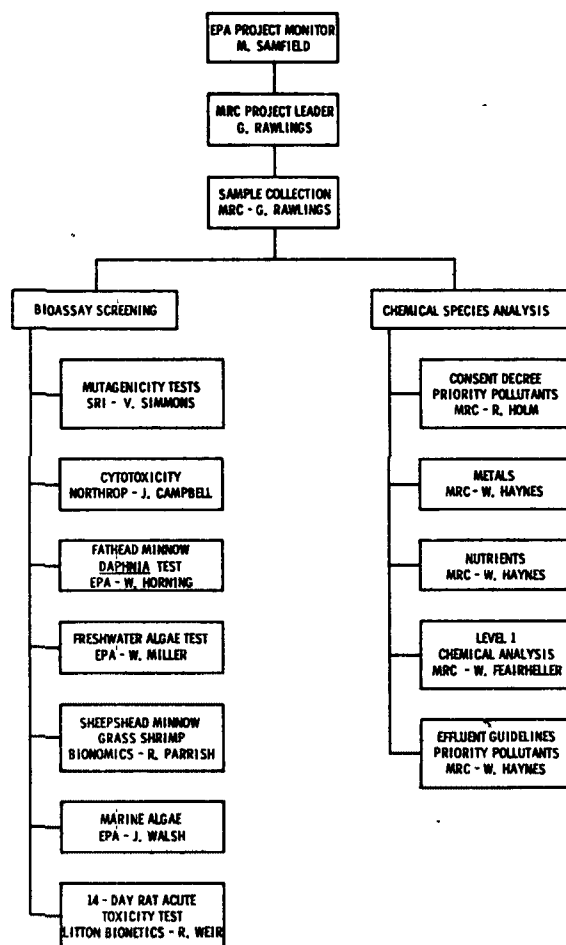 EPA PROJECT MONITOR
M. SAMFIELD
MRC PROJECT LEADER
G. RAWLINGS
SAMPLE COLLECTION
MRC - G. RAWLINGS
BIOASSAY SCREENING
MUTAGENICITY TESTS
SRI - V. SIMMONS
CYTOTOXICITY
NORTHROP - J. CAMPBELL
FATHEAD MINNOW
DAPHNIA TEST
EPA - W. HORNING
FRESHWATER ALGAE TEST
EPA - W. MILLER
SHEEPSHEAD MINNOW
GRASS SHRIMP
BIONOMICS - R. PARRISH
MARINE ALGAE
EPA - J. WALSH
14 - DAY RAT ACUTE
TOXICITY TEST
LITTON BIONETICS - R. WEIR
CHEMICAL SPECIES ANALYSIS
CONSENT DECREE
PRIORITY POLLUTANTS
MRC - R. HOLM
METALS
MRC - W. HAYNES
NUTRIENTS
MRC - W. HAYNES
LEVEL 1
CHEMICAL ANALYSIS
MRC - W. FEAIRHELLER
EFFLUENT GUIDELINES
PRIORITY POLLUTANTS
MRC - W. HAYNES